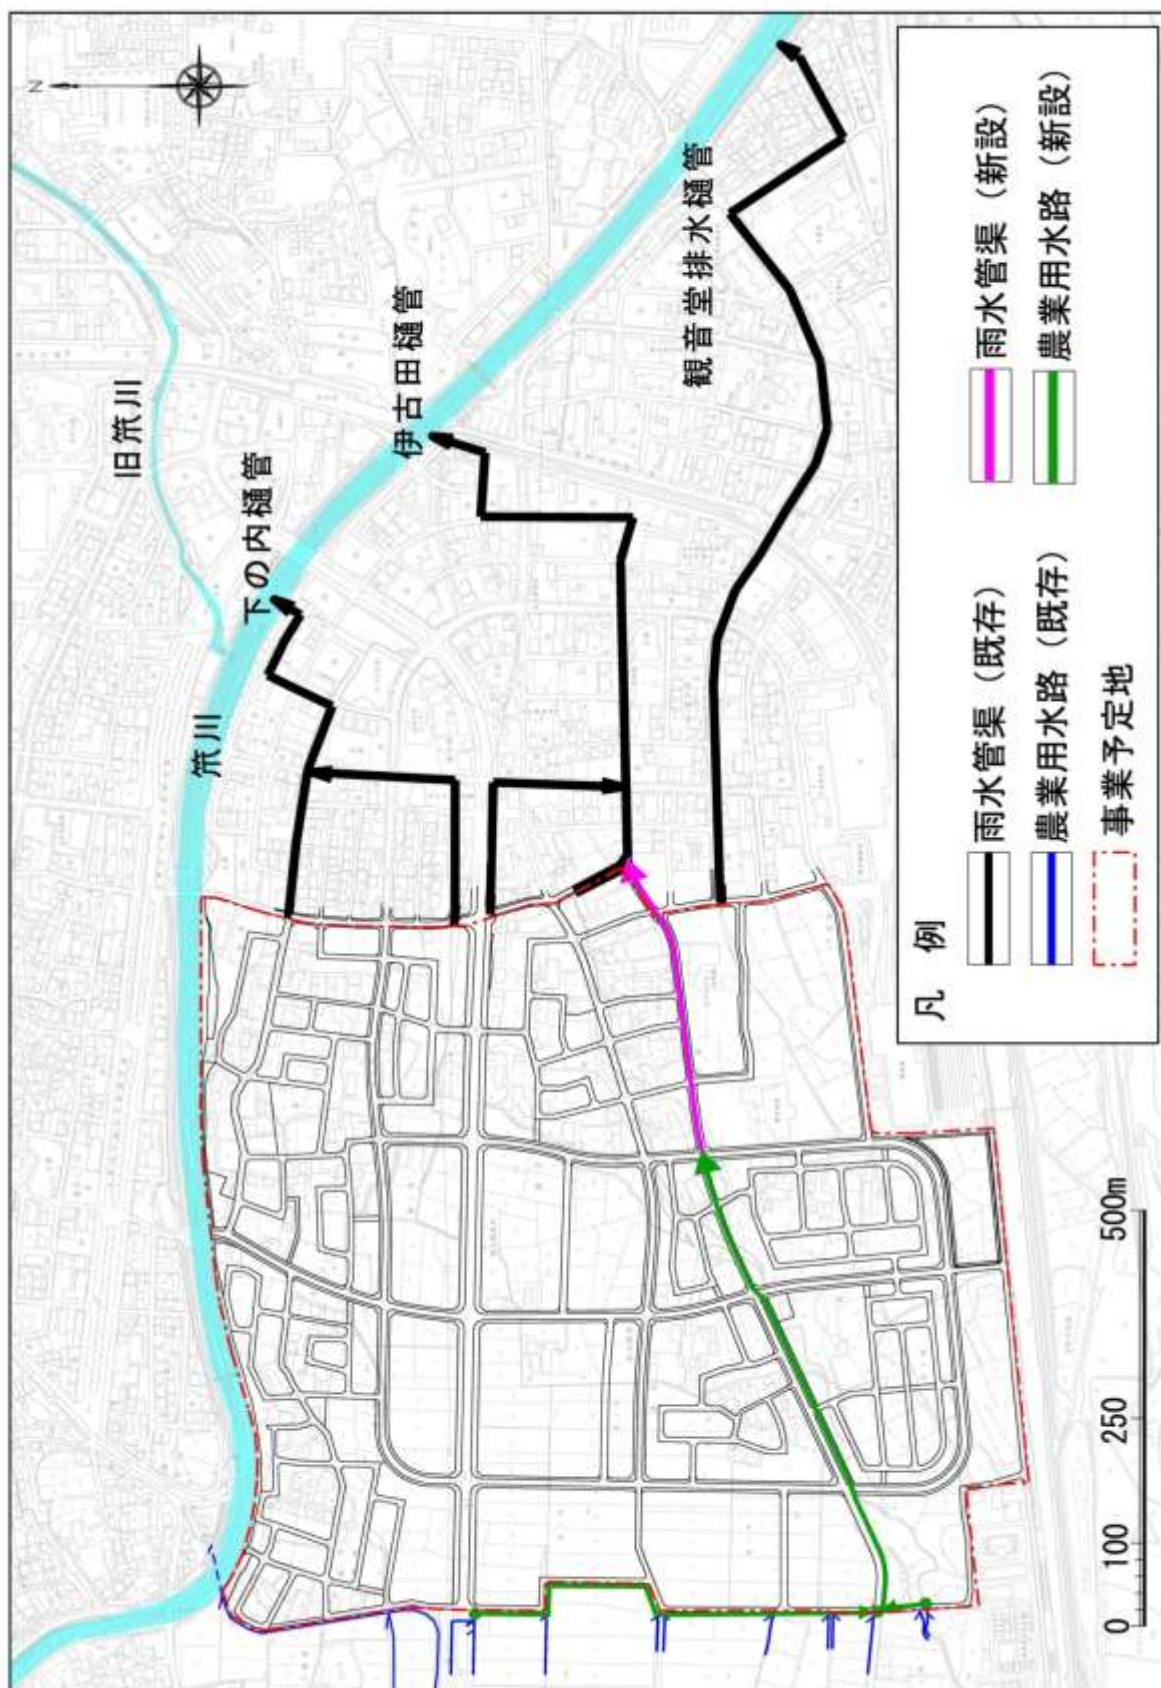 N
旧笊川
下の内樋管
伊古田樋管
観音堂排水樋管
笊川
凡　例
雨水管渠（既存）
雨水管渠（新設）
農業用水路（既存）
農業用水路（新設）
事業予定地
0 100 250 500m